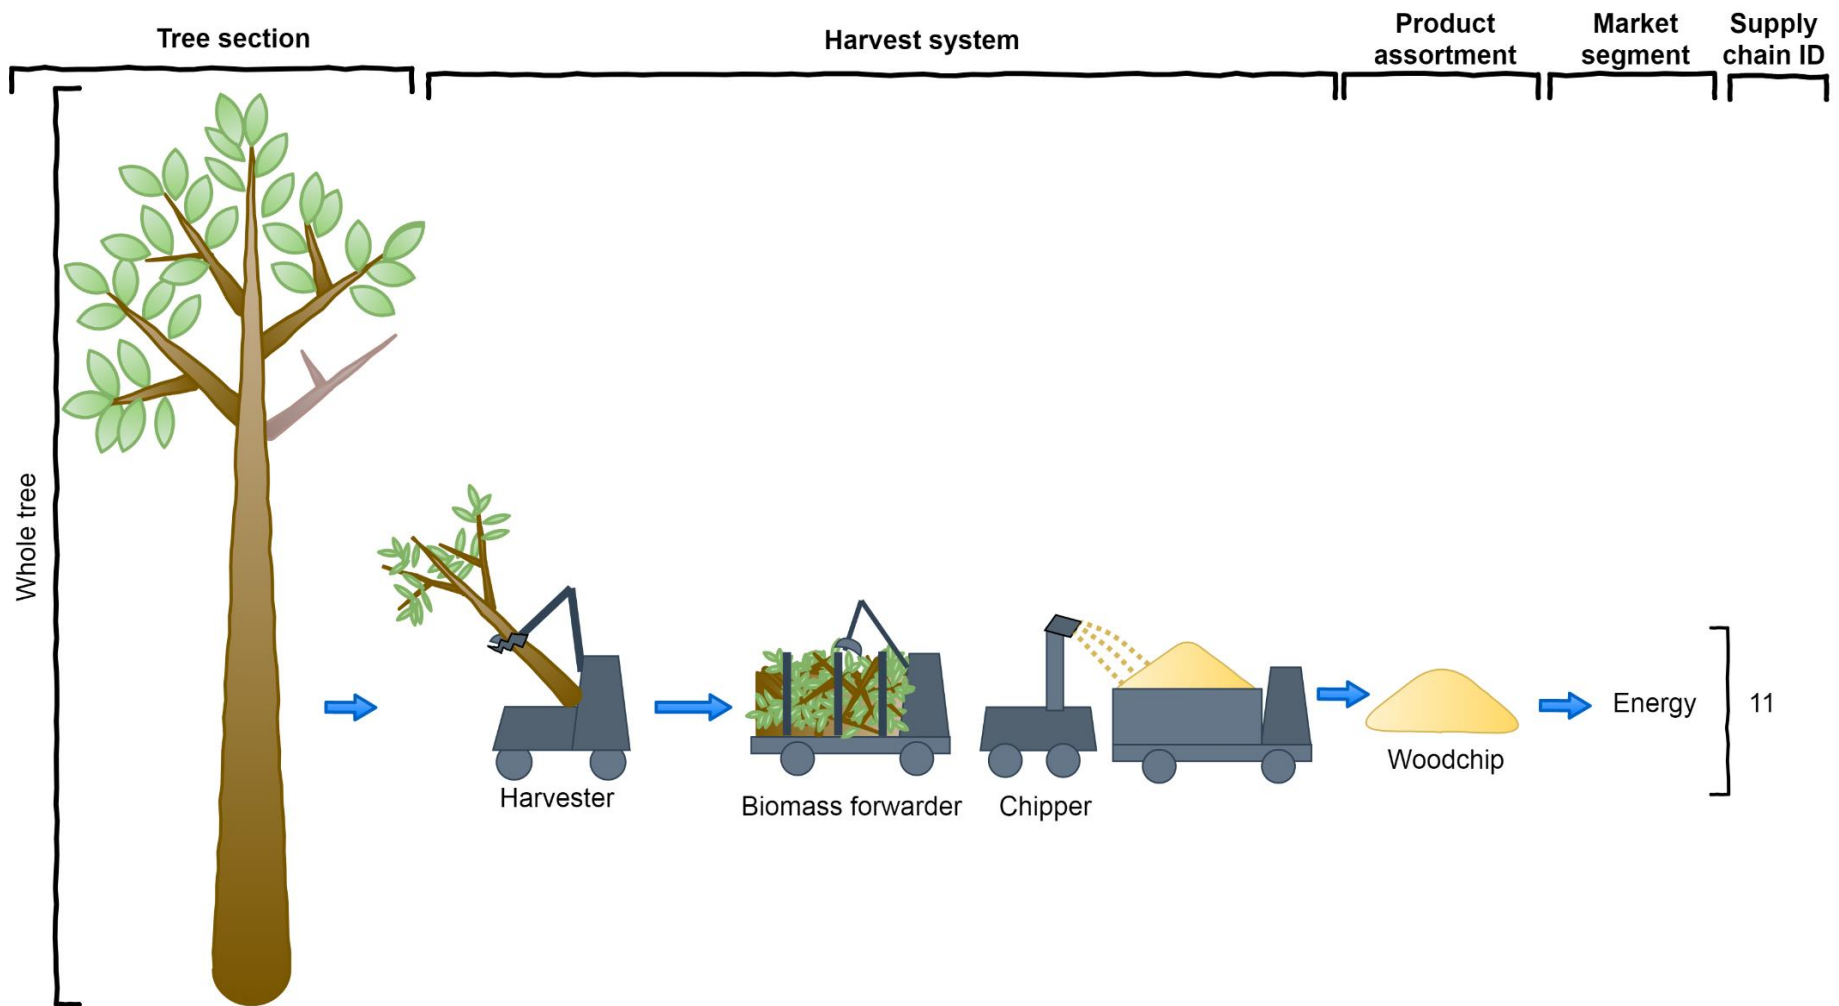 Tree section
Harvest system
Product
assortment
Market
segment
Supply
chain ID
Whole tree
Harvester
Biomass forwarder
Chipper
Woodchip
Energy
11